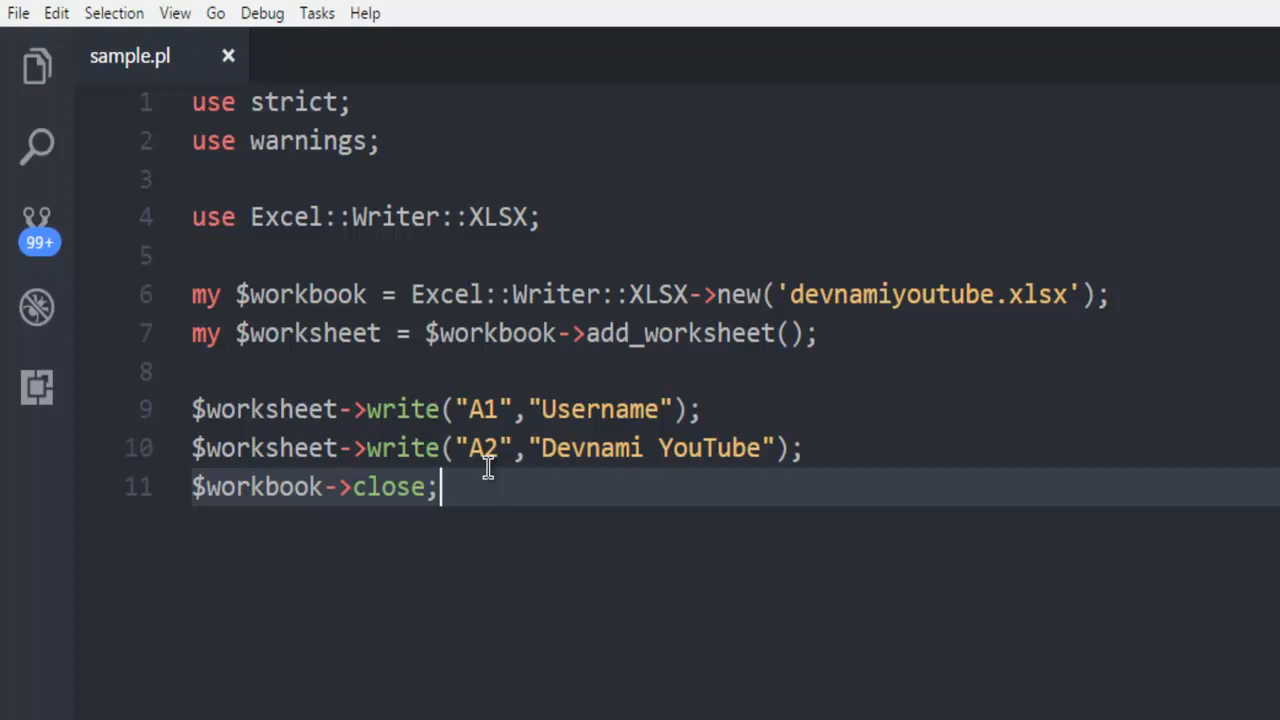 File Edit Selection View Go Debug Tasks Help
sample.pl ×
1 use strict;
2 use warnings;
3
4 use Excel::Writer::XLSX;
5
6 my $workbook = Excel::Writer::XLSX->new('devnamiyoutube.xlsx');
7 my $worksheet = $workbook->add_worksheet();
8
9 $worksheet->write("A1","Username");
10 $worksheet->write("A2","Devnami YouTube");
11 $workbook->close;
99+